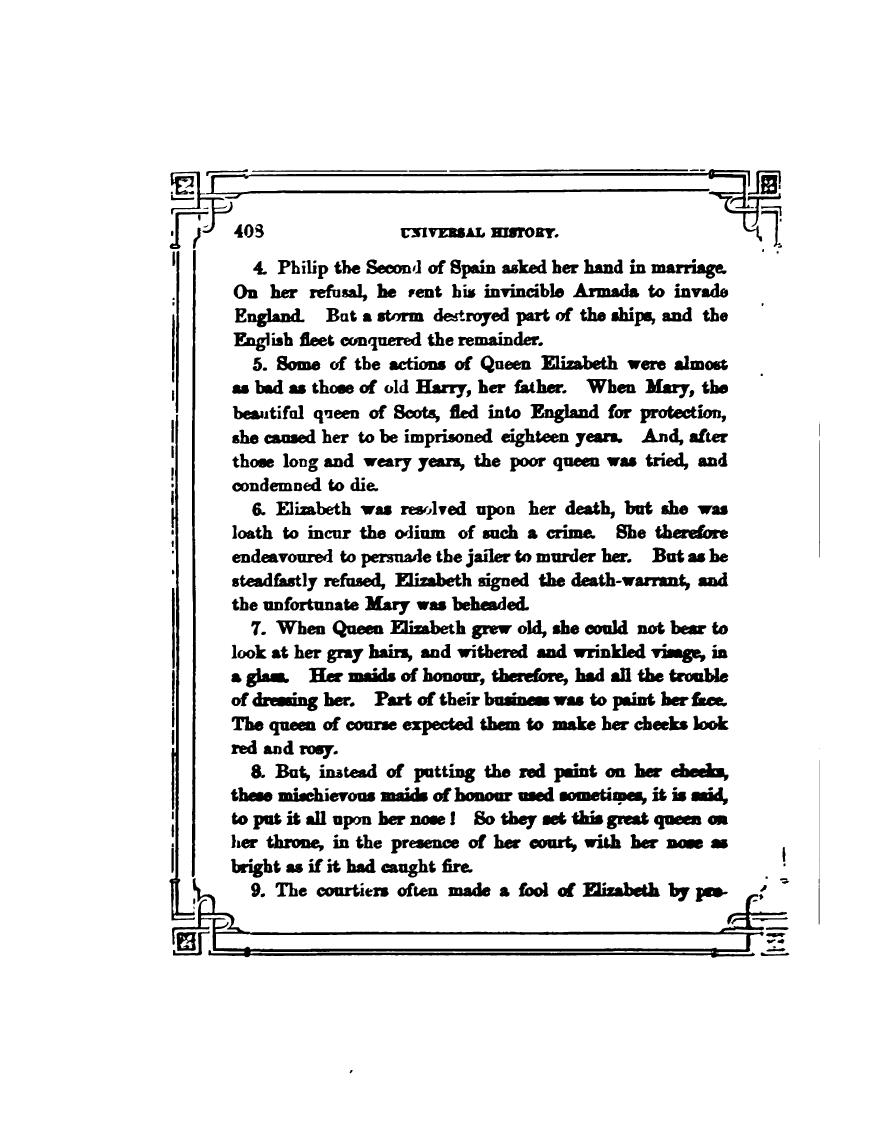 408 UNIVERSAL HISTORY.
4. Philip the Second of Spain asked her hand in marriage.
On her refusal, he sent his invincible Armada to invade
England. But a storm destroyed part of the ships, and the
English fleet conquered the remainder.
5. Some of the actions of Queen Elizabeth were almost
as bad as those of old Harry, her father. When Mary, the
beautiful queen of Scots, fled into England for protection,
she caused her to be imprisoned eighteen years. And, after
those long and weary years, the poor queen was tried, and
condemned to die.
6. Elizabeth was resolved upon her death, but she was
loath to incur the odium of such a crime. She therefore
endeavoured to persuade the jailer to murder her. But as he
steadfastly refused, Elizabeth signed the death-warrant, and
the unfortunate Mary was beheaded.
7. When Queen Elizabeth grew old, she could not bear to
look at her gray hairs, and withered and wrinkled visage, in
a glass. Her maids of honour, therefore, had all the trouble
of dressing her. Part of their business was to paint her face.
The queen of course expected them to make her cheeks look
red and rosy.
8. But, instead of putting the red paint on her cheeks,
these mischievous maids of honour used sometimes, it is said,
to put it all upon her nose! So they set this great queen on
her throne, in the presence of her court, with her nose as
bright as if it had caught fire.
9. The courtiers often made a fool of Elizabeth by pre-